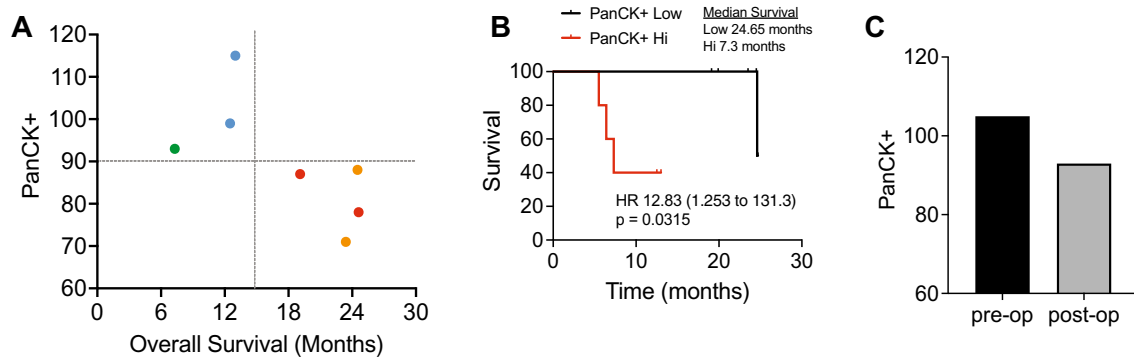 A
120
110
100
90
80
70
60
PanCK+
0
6
12
18
24
30
Overall Survival (Months)
B
PanCK+ Low
PanCK+ Hi
Median Survival
Low 24.65 months
Hi 7.3 months
100
80
60
40
20
0
Survival
HR 12.83 (1.253 to 131.3)
p = 0.0315
0
10
20
30
Time (months)
C
120
100
80
60
PanCK+
pre-op
post-op